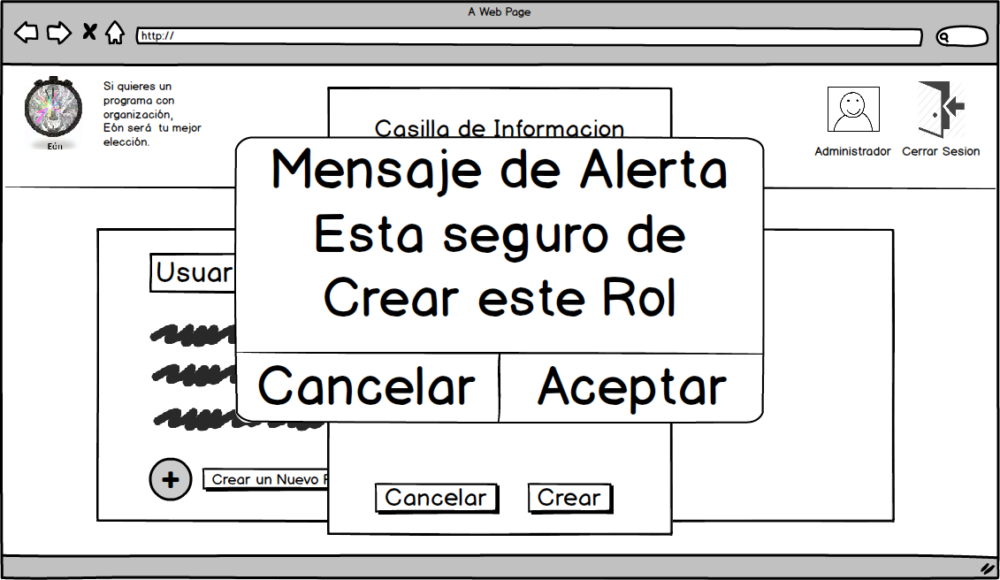 A Web Page
http://
Si quieres un
programa con
organización,
Eón será tu mejor
elección.
Eón
Administrador
Cerrar Sesion
Casilla de Informacion
Mensaje de Alerta
Esta seguro de
Crear este Rol
Cancelar
Aceptar
Usuar
Crear un Nuevo
Cancelar
Crear